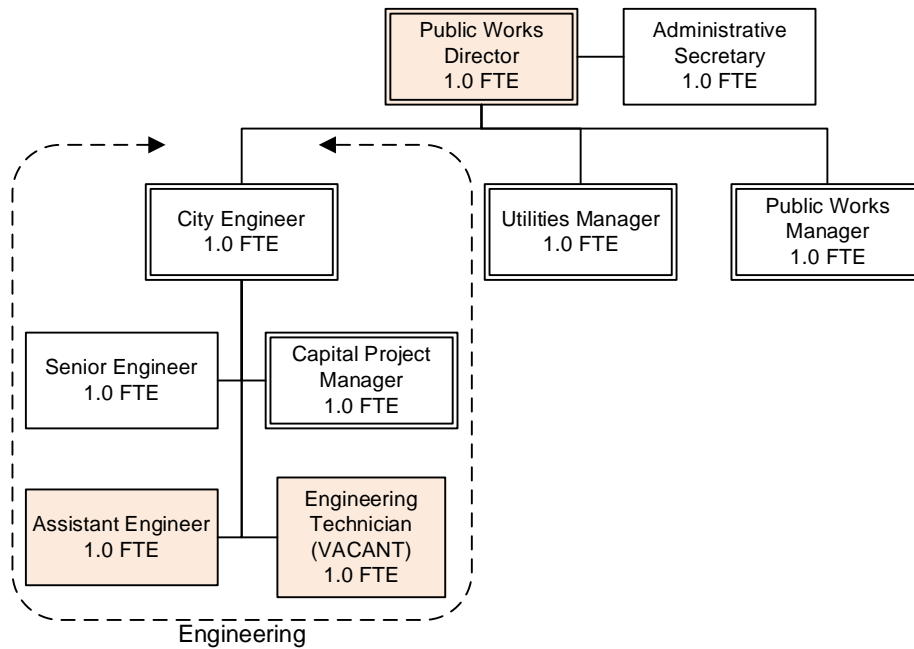 Public Works
Director
1.0 FTE
Administrative
Secretary
1.0 FTE
City Engineer
1.0 FTE
Utilities Manager
1.0 FTE
Public Works
Manager
1.0 FTE
Senior Engineer
1.0 FTE
Capital Project
Manager
1.0 FTE
Assistant Engineer
1.0 FTE
Engineering
Technician
(VACANT)
1.0 FTE
Engineering